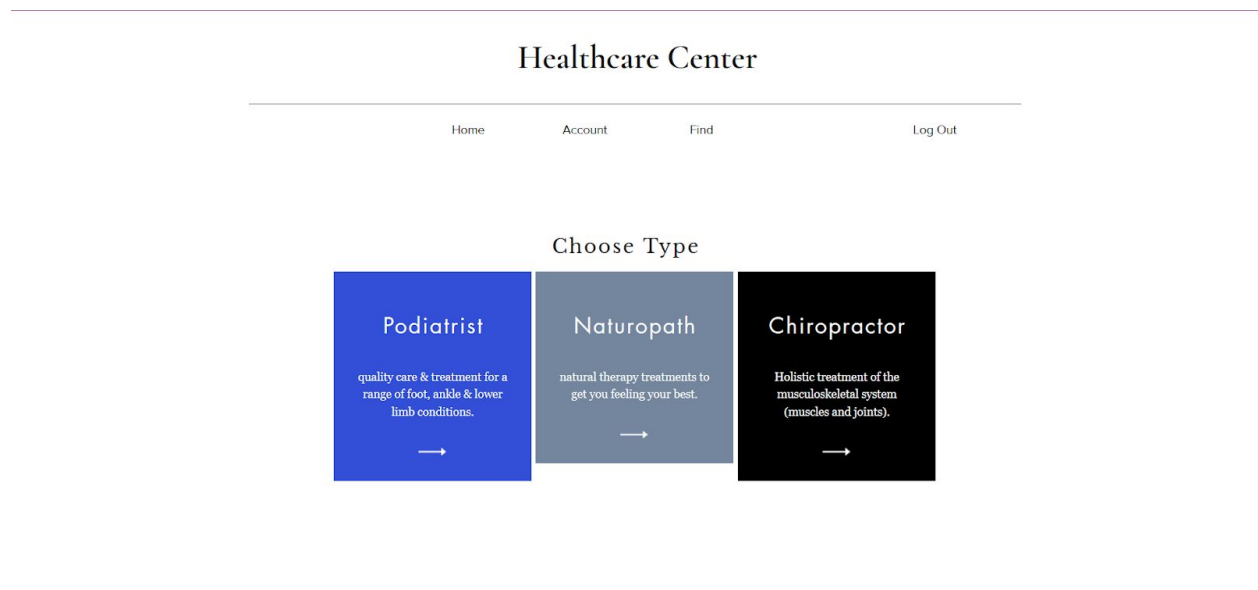 Healthcare Center
Home Account Find Log Out
Choose Type
Podiatrist
quality care & treatment for a
range of foot, ankle & lower
limb conditions.
Naturopath
natural therapy treatments to
get you feeling your best.
Chiropractor
Holistic treatment of the
musculoskeletal system
(muscles and joints).